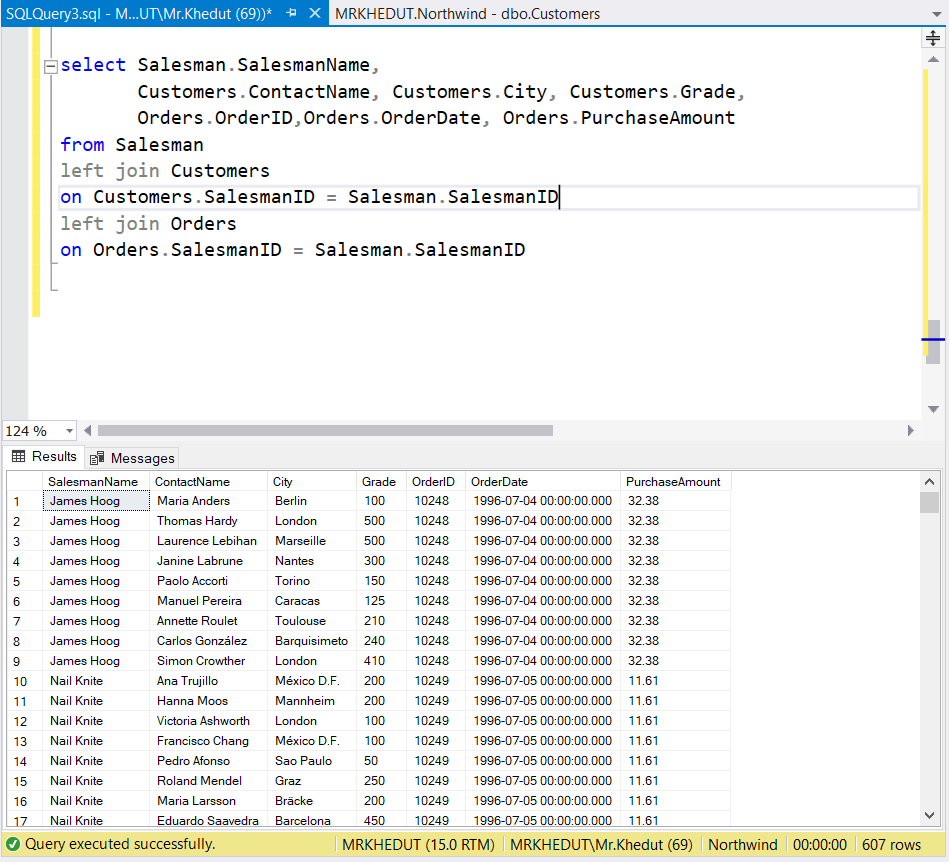 SQLQuery3.sql - M...UT\Mr.Khedut (69))* MRKHEDUT.Northwind - dbo.Customers
select Salesman.SalesmanName,
Customers.ContactName, Customers.City, Customers.Grade,
Orders.OrderID,Orders.OrderDate, Orders.PurchaseAmount
from Salesman
left join Customers
on Customers.SalesmanID = Salesman.SalesmanID
left join Orders
on Orders.SalesmanID = Salesman.SalesmanID
124 %
Results Messages
SalesmanName ContactName City Grade OrderID OrderDate PurchaseAmount
1 James Hoog Maria Anders Berlin 100 10248 1996-07-04 00:00:00.000 32.38
2 James Hoog Thomas Hardy London 500 10248 1996-07-04 00:00:00.000 32.38
3 James Hoog Laurence Lebihan Marseille 500 10248 1996-07-04 00:00:00.000 32.38
4 James Hoog Janine Labrune Nantes 300 10248 1996-07-04 00:00:00.000 32.38
5 James Hoog Paolo Accorti Torino 150 10248 1996-07-04 00:00:00.000 32.38
6 James Hoog Manuel Pereira Caracas 125 10248 1996-07-04 00:00:00.000 32.38
7 James Hoog Annette Roulet Toulouse 210 10248 1996-07-04 00:00:00.000 32.38
8 James Hoog Carlos González Barquisimeto 240 10248 1996-07-04 00:00:00.000 32.38
9 James Hoog Simon Crowther London 410 10248 1996-07-04 00:00:00.000 32.38
10 Nail Knite Ana Trujillo México D.F. 200 10249 1996-07-05 00:00:00.000 11.61
11 Nail Knite Hanna Moos Mannheim 200 10249 1996-07-05 00:00:00.000 11.61
12 Nail Knite Victoria Ashworth London 100 10249 1996-07-05 00:00:00.000 11.61
13 Nail Knite Francisco Chang México D.F. 100 10249 1996-07-05 00:00:00.000 11.61
14 Nail Knite Pedro Afonso Sao Paulo 50 10249 1996-07-05 00:00:00.000 11.61
15 Nail Knite Roland Mendel Graz 250 10249 1996-07-05 00:00:00.000 11.61
16 Nail Knite Maria Larsson Bräcke 200 10249 1996-07-05 00:00:00.000 11.61
17 Nail Knite Eduardo Saavedra Barcelona 450 10249 1996-07-05 00:00:00.000 11.61
Query executed successfully. MRKHEDUT (15.0 RTM) MRKHEDUT\Mr.Khedut (69) Northwind 00:00:00 607 rows